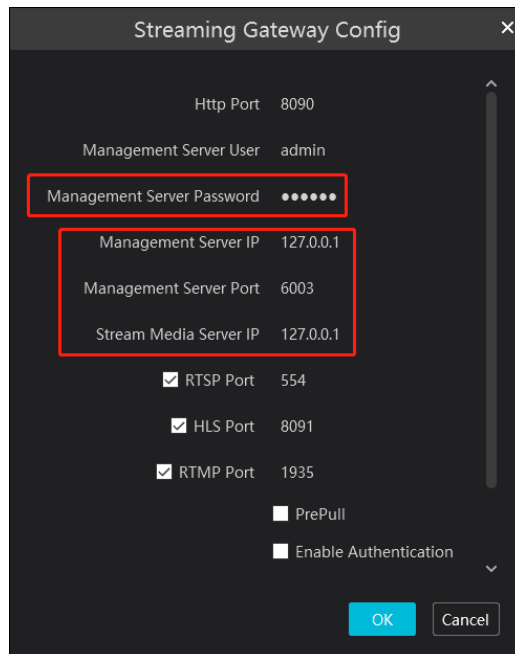 Streaming Gateway Config
Http Port 8090
Management Server User admin
Management Server Password ●●●●●●
Management Server IP 127.0.0.1
Management Server Port 6003
Stream Media Server IP 127.0.0.1
RTSP Port 554
HLS Port 8091
RTMP Port 1935
PrePull
Enable Authentication
OK Cancel